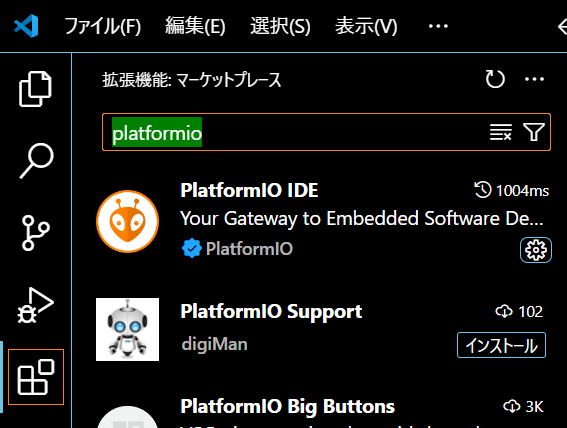 ファイル(F) 編集(E) 選択(S) 表示(V) ···
拡張機能: マーケットプレース ···
platformio
PlatformIO IDE 1004ms
Your Gateway to Embedded Software De...
PlatformIO
PlatformIO Support 102
digiMan インストール
PlatformIO Big Buttons 3K